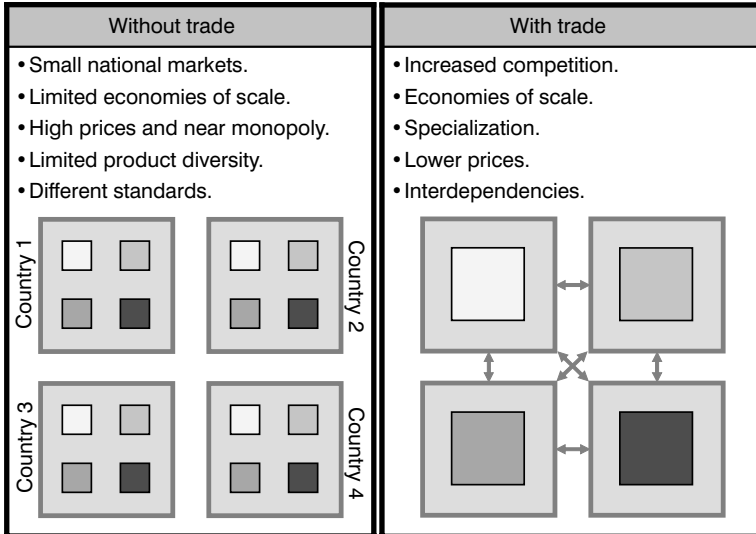 Without trade
• Small national markets.
• Limited economies of scale.
• High prices and near monopoly.
• Limited product diversity.
• Different standards.
Country 1
Country 2
Country 3
Country 4
With trade
• Increased competition.
• Economies of scale.
• Specialization.
• Lower prices.
• Interdependencies.